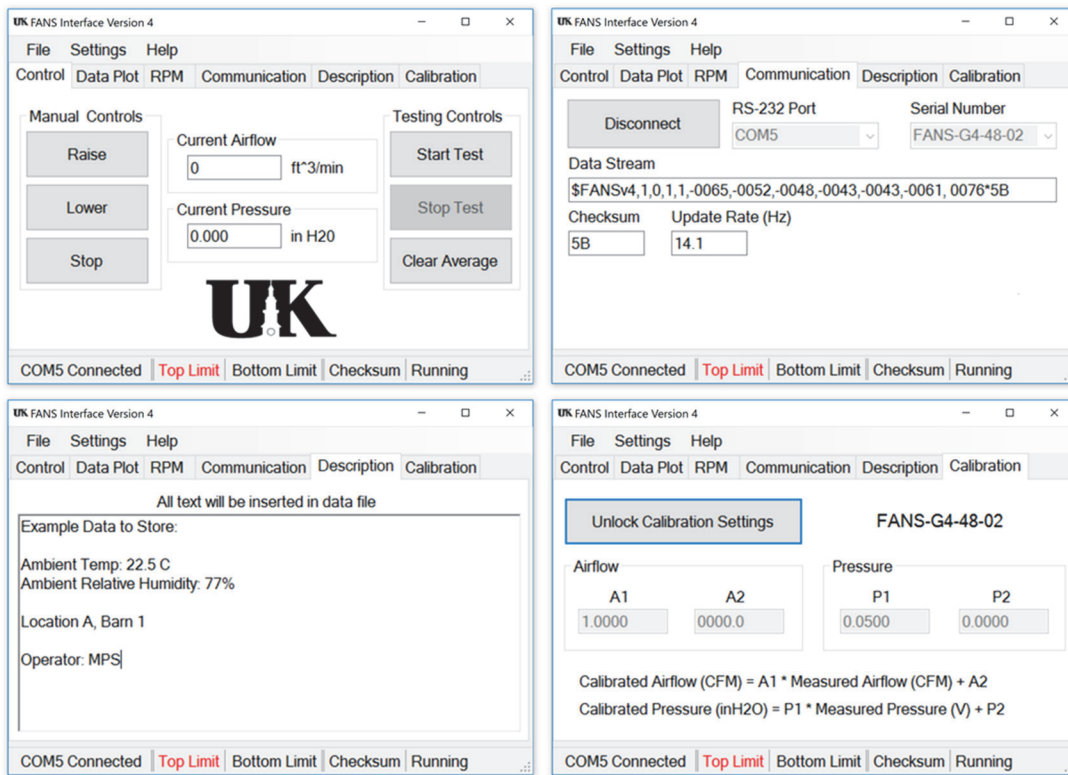 UK FANS Interface Version 4
File Settings Help
Control Data Plot RPM Communication Description Calibration
Manual Controls
Raise
Lower
Stop
Current Airflow
0 ft^3/min
Current Pressure
0.000 in H20
Testing Controls
Start Test
Stop Test
Clear Average
UK
COM5 Connected Top Limit Bottom Limit Checksum Running
UK FANS Interface Version 4
File Settings Help
Control Data Plot RPM Communication Description Calibration
Disconnect
RS-232 Port
COM5
Serial Number
FANS-G4-48-02
Data Stream
$FANSv4,1,0,1,1,-0065,-0052,-0048,-0043,-0043,-0061, 0076*5B
Checksum Update Rate (Hz)
5B 14.1
COM5 Connected Top Limit Bottom Limit Checksum Running
UK FANS Interface Version 4
File Settings Help
Control Data Plot RPM Communication Description Calibration
All text will be inserted in data file
Example Data to Store:
Ambient Temp: 22.5 C
Ambient Relative Humidity: 77%
Location A, Barn 1
Operator: MPS
COM5 Connected Top Limit Bottom Limit Checksum Running
UK FANS Interface Version 4
File Settings Help
Control Data Plot RPM Communication Description Calibration
Unlock Calibration Settings FANS-G4-48-02
Airflow
A1 A2
1.0000 0000.0
Pressure
P1 P2
0.0500 0.0000
Calibrated Airflow (CFM) = A1 * Measured Airflow (CFM) + A2
Calibrated Pressure (inH2O) = P1 * Measured Pressure (V) + P2
COM5 Connected Top Limit Bottom Limit Checksum Running